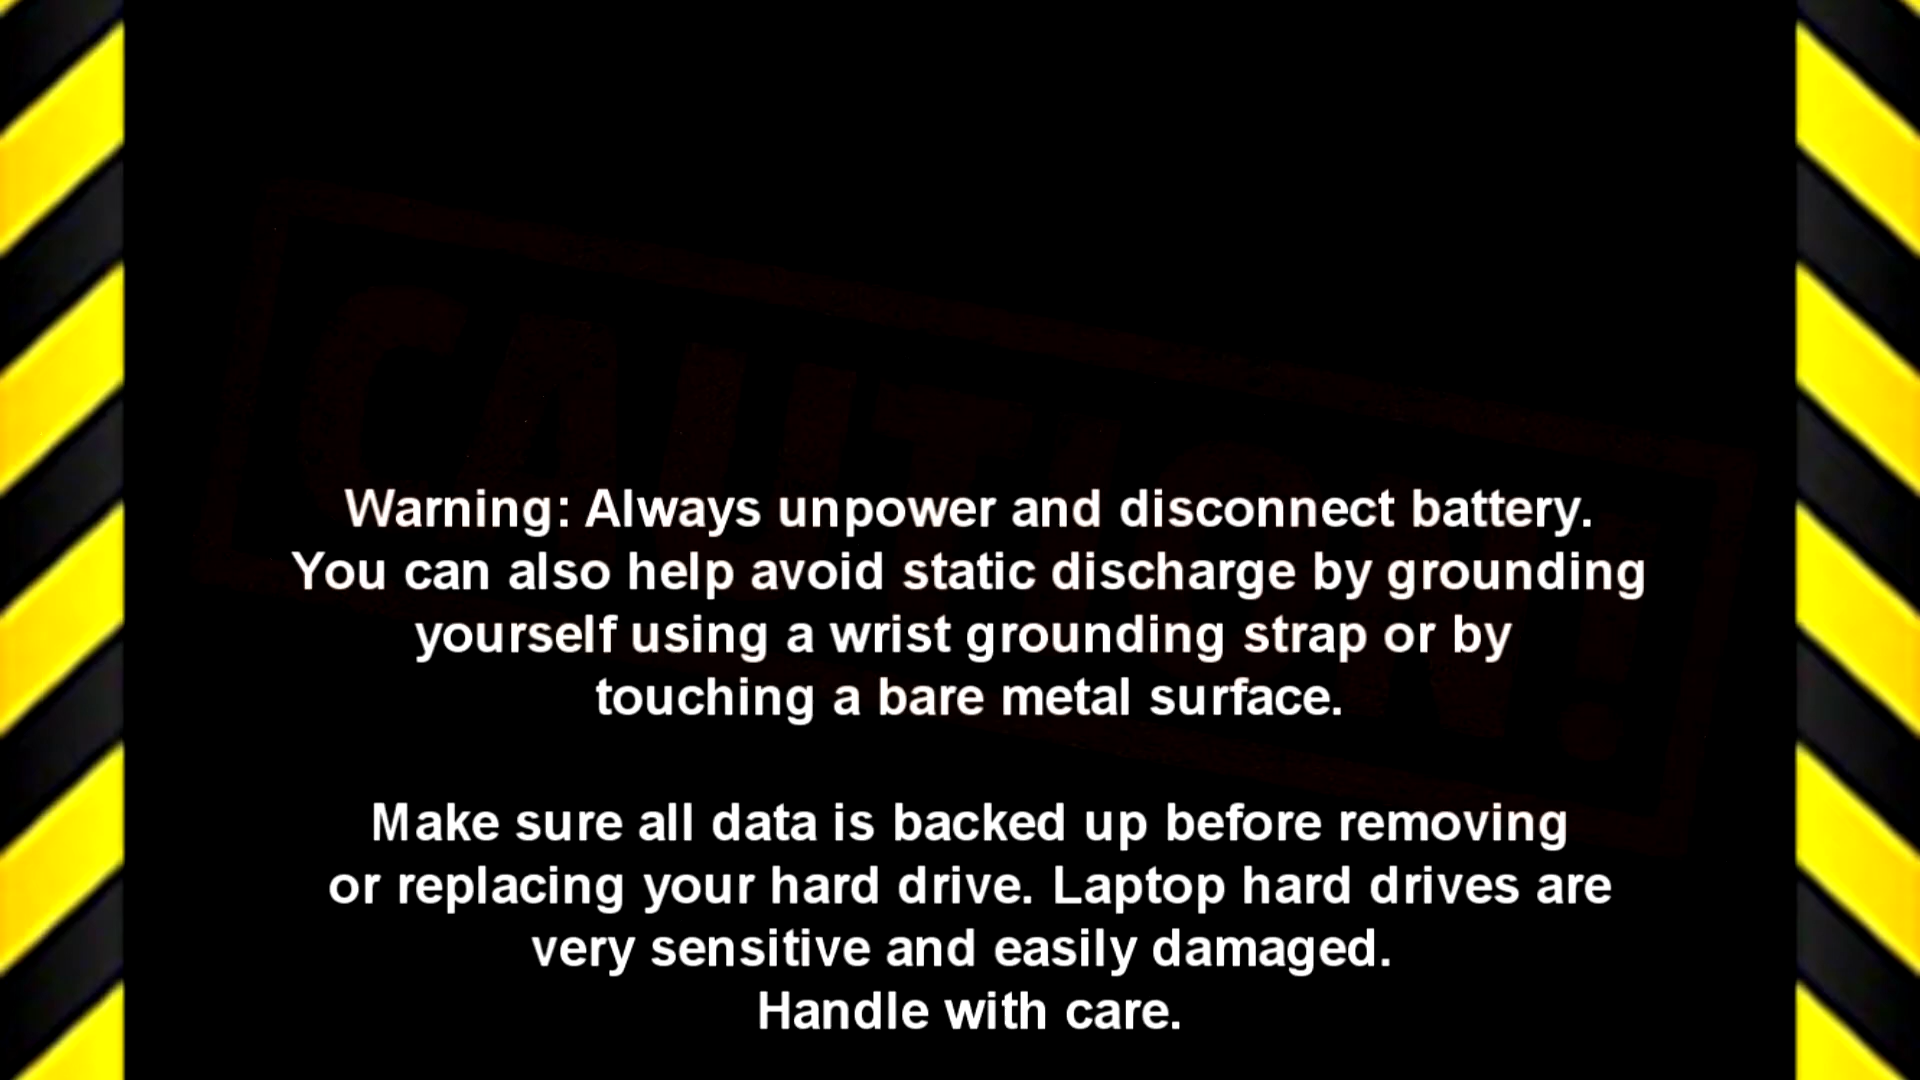 CAUTION!
Warning: Always unpower and disconnect battery.
You can also help avoid static discharge by grounding
yourself using a wrist grounding strap or by
touching a bare metal surface.
Make sure all data is backed up before removing
or replacing your hard drive. Laptop hard drives are
very sensitive and easily damaged.
Handle with care.